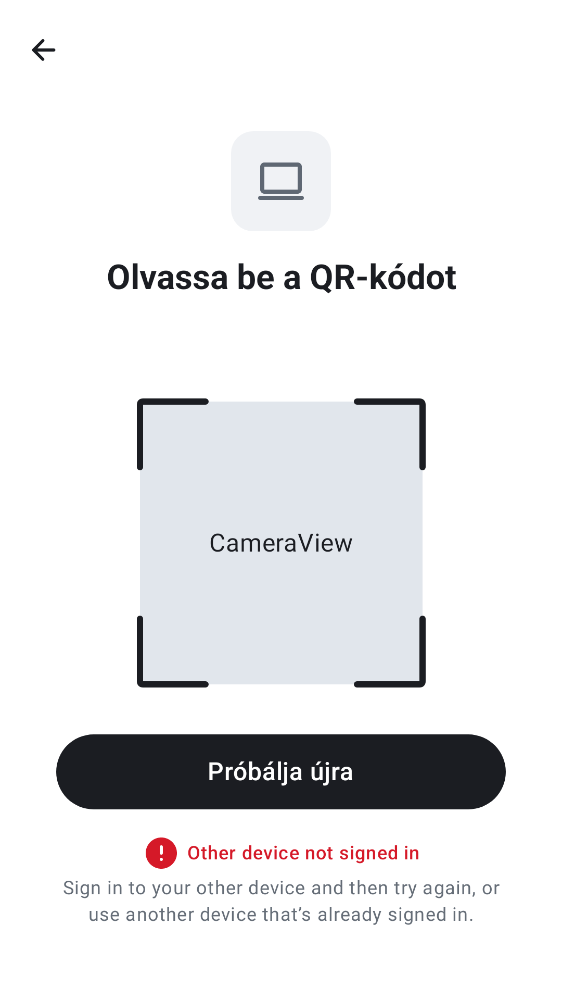 Olvassa be a QR-kódot
CameraView
Próbálja újra
Other device not signed in
Sign in to your other device and then try again, or
use another device that’s already signed in.